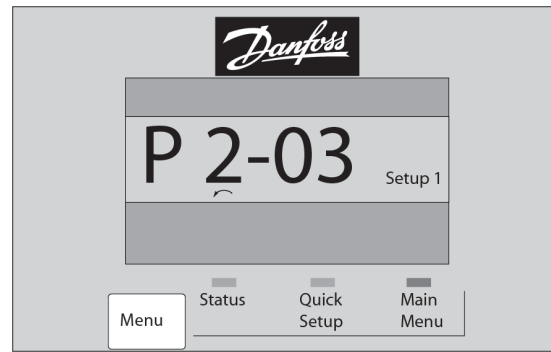 Danfoss
P 2-03
Setup 1
Status
Quick
Setup
Main
Menu
Menu